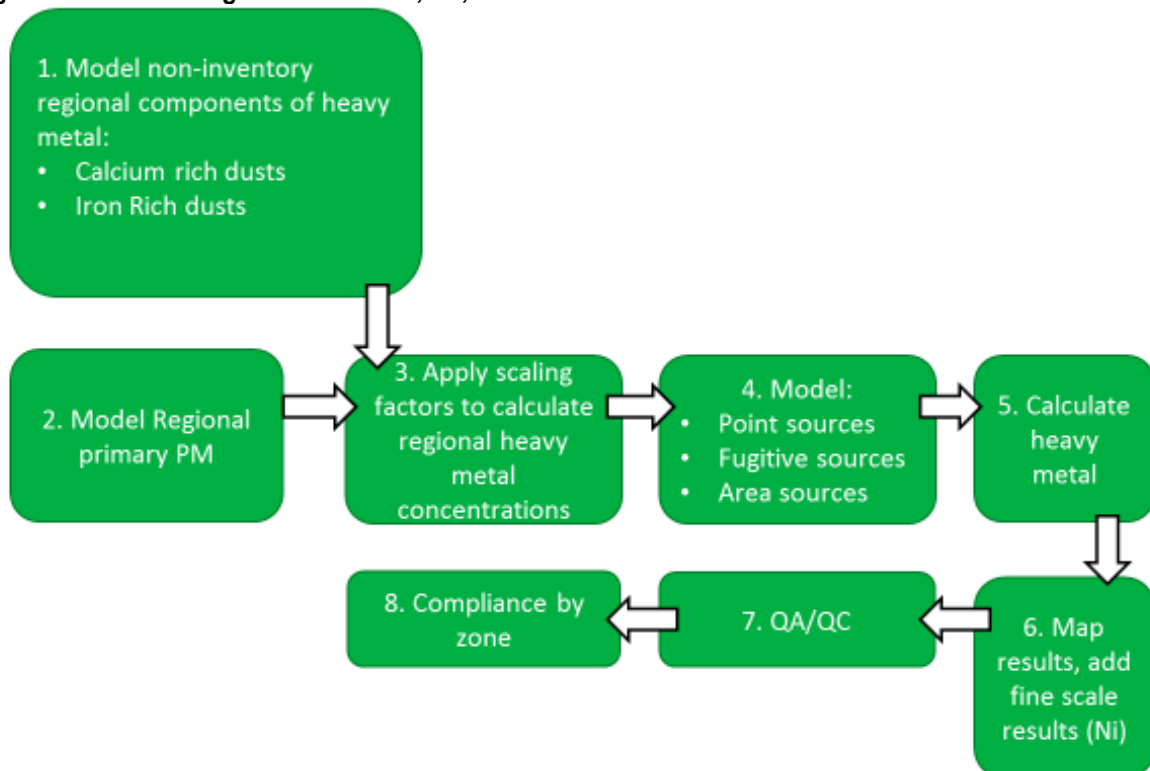 1. Model non-inventory
regional components of heavy
metal:
• Calcium rich dusts
• Iron Rich dusts
2. Model Regional
primary PM
3. Apply scaling
factors to calculate
regional heavy
metal
concentrations
4. Model:
• Point sources
• Fugitive sources
• Area sources
5. Calculate
heavy
metal
6. Map
results, add
fine scale
results (Ni)
7. QA/QC
8. Compliance by
zone